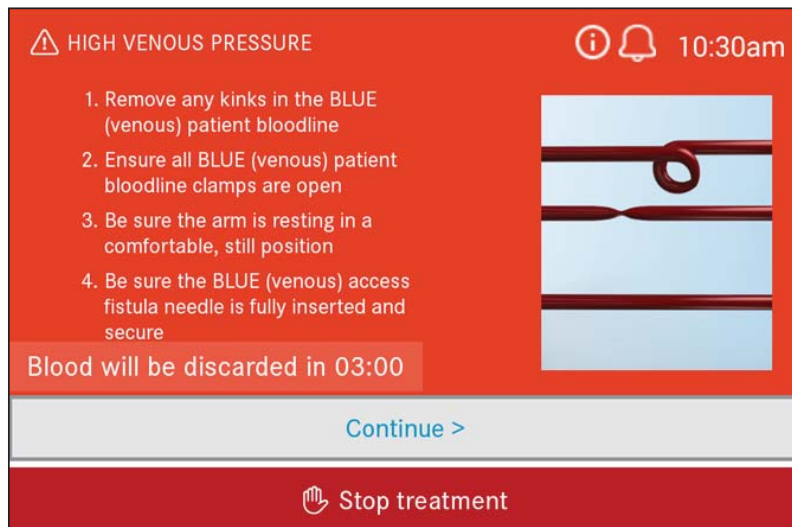 HIGH VENOUS PRESSURE
10:30am
1. Remove any kinks in the BLUE
(venous) patient bloodline
2. Ensure all BLUE (venous) patient
bloodline clamps are open
3. Be sure the arm is resting in a
comfortable, still position
4. Be sure the BLUE (venous) access
fistula needle is fully inserted and
secure
Blood will be discarded in 03:00
Continue >
Stop treatment